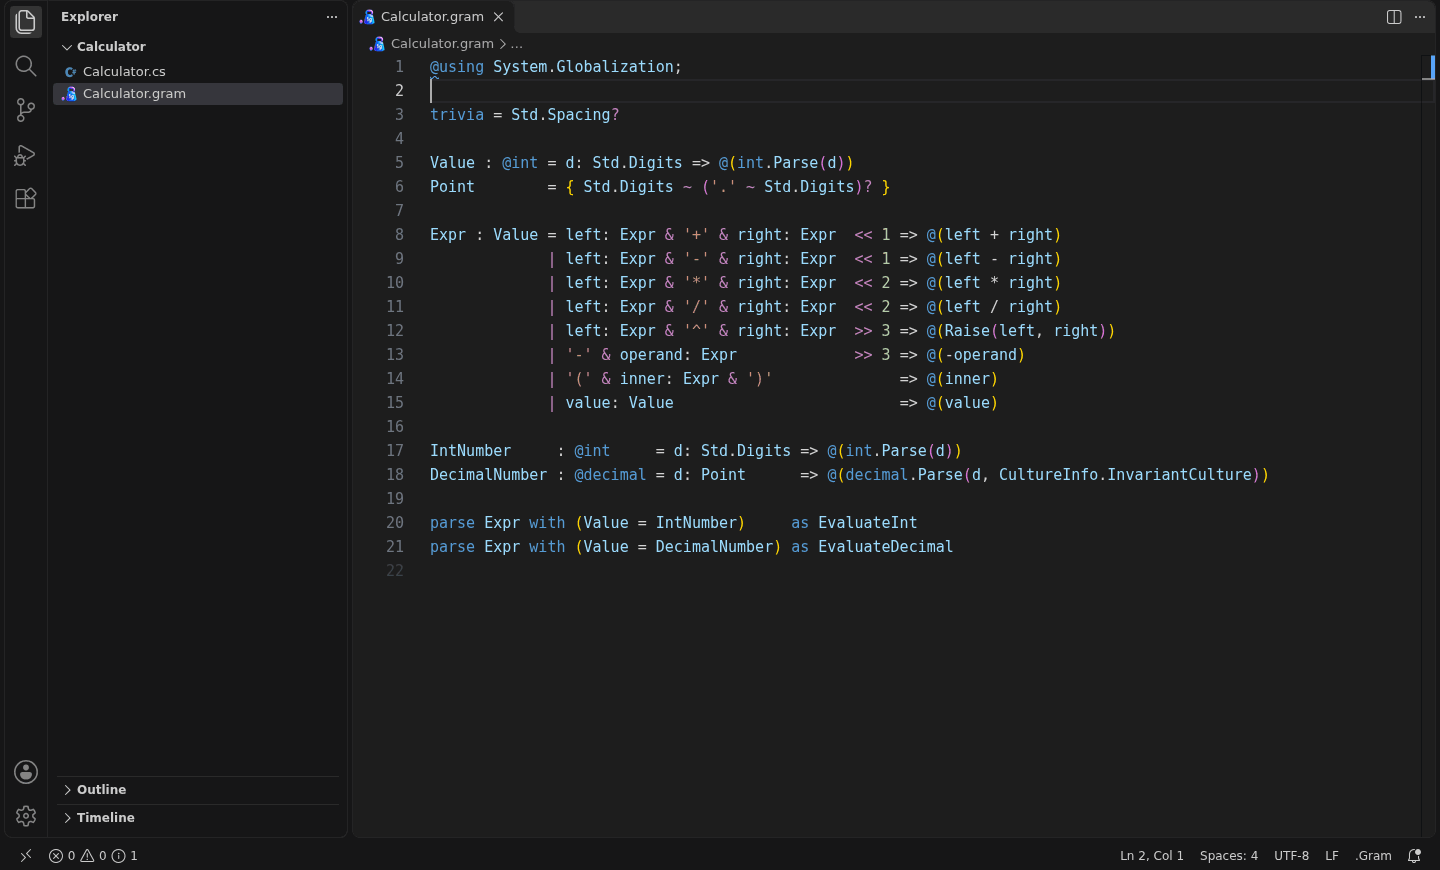 Explorer
Calculator
Calculator.cs
Calculator.gram
Outline
Timeline
Calculator.gram
Calculator.gram > ...
1 @using System.Globalization;
2
3 trivia = Std.Spacing?
4
5 Value : @int = d: Std.Digits => @(int.Parse(d))
6 Point        = { Std.Digits ~ ('.' ~ Std.Digits)? }
7
8 Expr : Value = left: Expr & '+' & right: Expr  << 1 => @(left + right)
9              | left: Expr & '-' & right: Expr  << 1 => @(left - right)
10              | left: Expr & '*' & right: Expr  << 2 => @(left * right)
11              | left: Expr & '/' & right: Expr  << 2 => @(left / right)
12              | left: Expr & '^' & right: Expr  >> 3 => @(Raise(left, right))
13              | '-' & operand: Expr             >> 3 => @(-operand)
14              | '(' & inner: Expr & ')'              => @(inner)
15              | value: Value                         => @(value)
16
17 IntNumber     : @int     = d: Std.Digits => @(int.Parse(d))
18 DecimalNumber : @decimal = d: Point      => @(decimal.Parse(d, CultureInfo.InvariantCulture))
19
20 parse Expr with (Value = IntNumber)     as EvaluateInt
21 parse Expr with (Value = DecimalNumber) as EvaluateDecimal
22
0 0 1 Ln 2, Col 1 Spaces: 4 UTF-8 LF .Gram